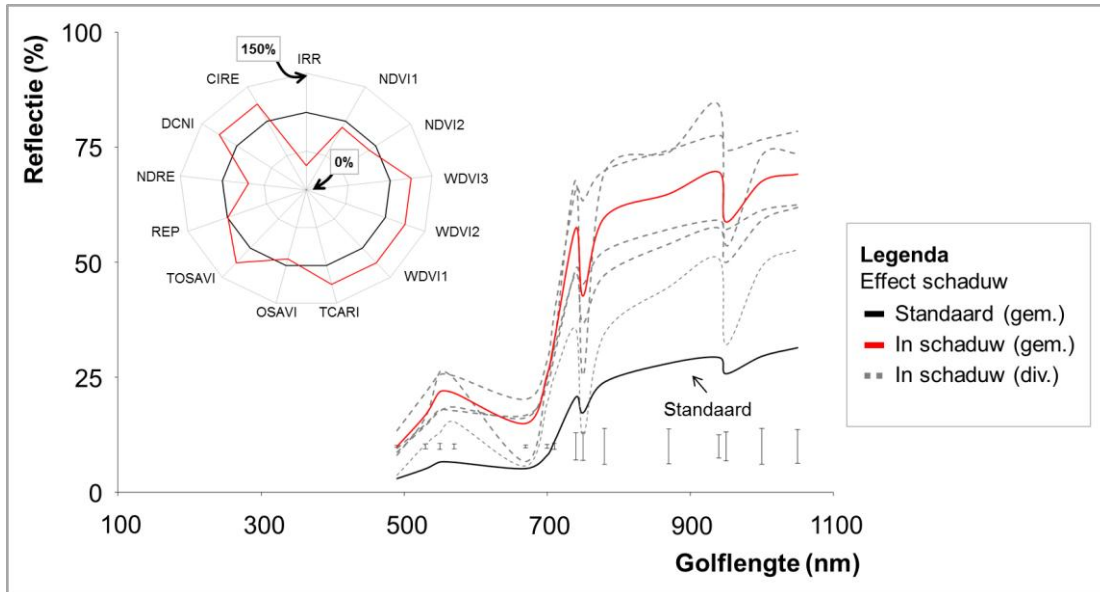 Reflectie (%)
100
75
50
25
0
100
300
500
700
900
1100
Golflengte (nm)
150%
0%
IRR
NDVI1
NDVI2
WDVI3
WDVI2
WDVI1
TCARI
OSAVI
TOSAVI
REP
NDRE
DCNI
CIRE
Standaard
Legenda
Effect schaduw
Standaard (gem.)
In schaduw (gem.)
In schaduw (div.)